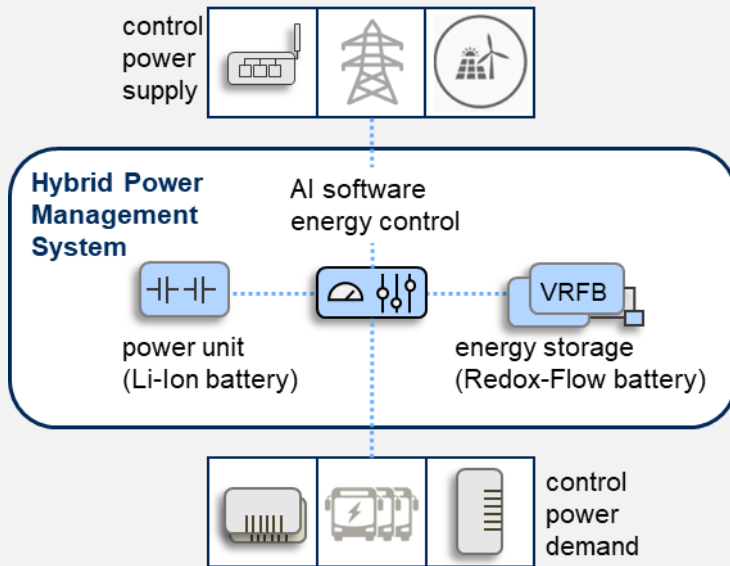 control
power
supply
Hybrid Power
Management
System
AI software
energy control
VRFB
power unit
(Li-Ion battery)
energy storage
(Redox-Flow battery)
control
power
demand